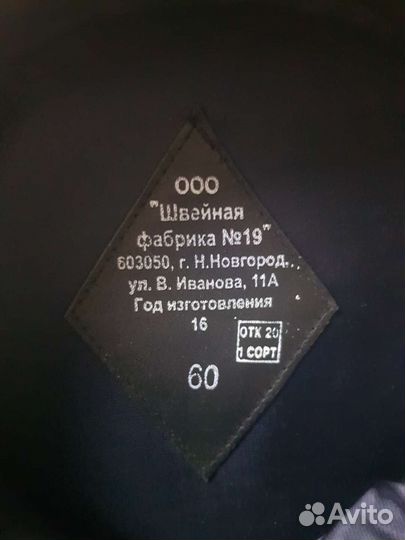 ООО
"Швейная
фабрика №19"
603050, г. Н.Новгород,
ул. В. Иванова, 11А
Год изготовления
16
ОТК 20
1 СОРТ
60
Avito